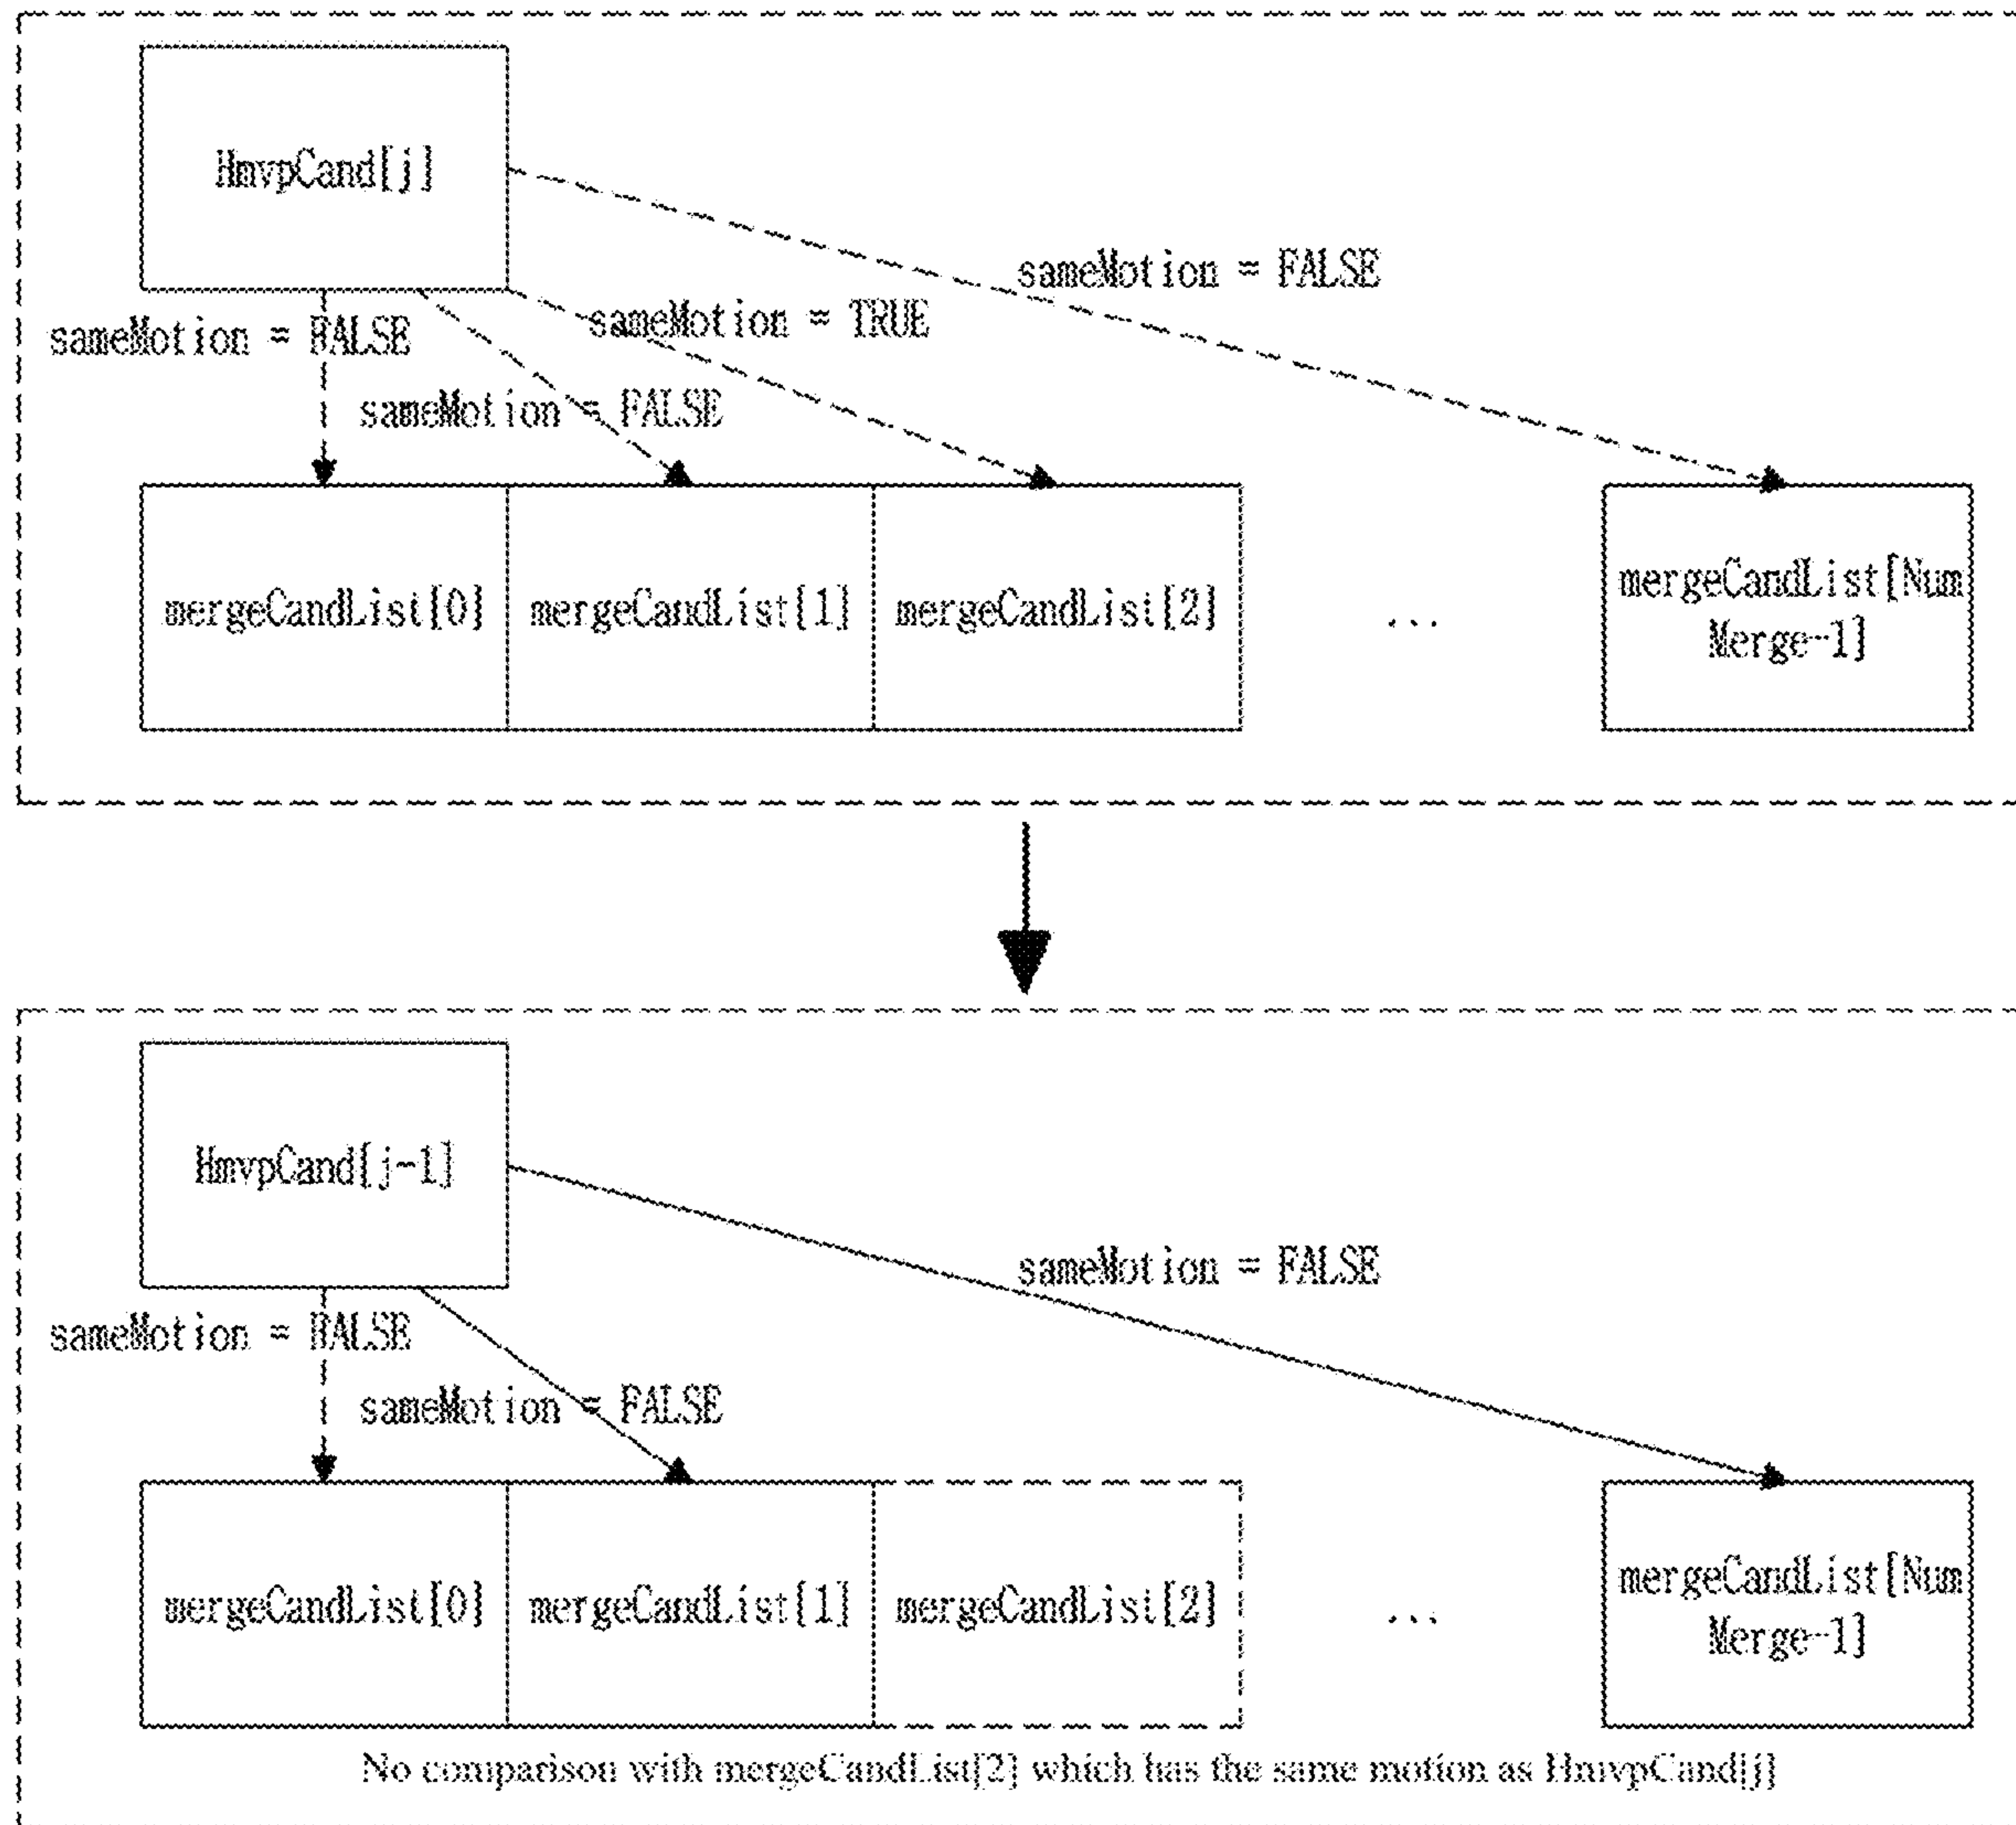 HmvpCand[j]
sameMotion = FALSE
sameMotion = TRUE
sameMotion = FALSE
sameMotion = FALSE
mergeCandList[0]
mergeCandList[1]
mergeCandList[2]
...
mergeCandList[Num
Merge-1]
HmvpCand[j-1]
sameMotion = FALSE
sameMotion = FALSE
sameMotion = FALSE
mergeCandList[0]
mergeCandList[1]
mergeCandList[2]
...
mergeCandList[Num
Merge-1]
No comparison with mergeCandList[2] which has the same motion as HmvpCand[j]